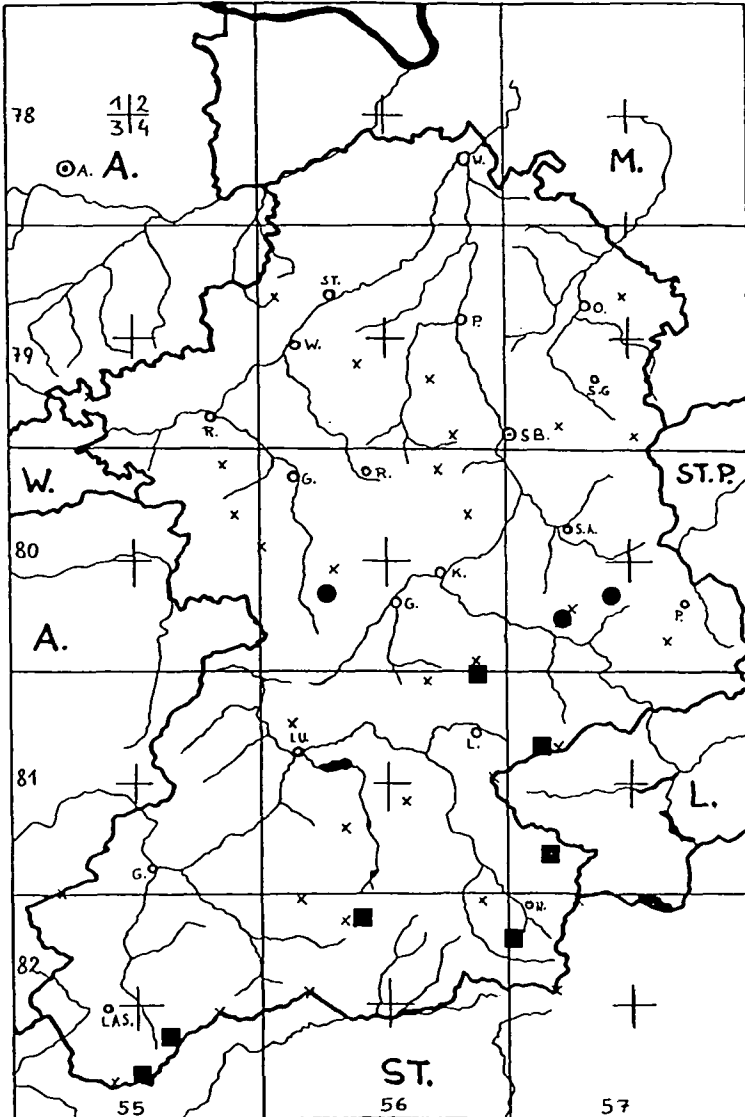 78
1 2
3 4
A.
A.
W.
M.
ST.
P.
O.
79
W.
S.G
R.
SB.
W.
G.
R.
ST.P.
80
S.A.
K.
G.
P.
A.
LU.
L.
81
L.
G.
N.
82
LAS.
ST.
55
56
57